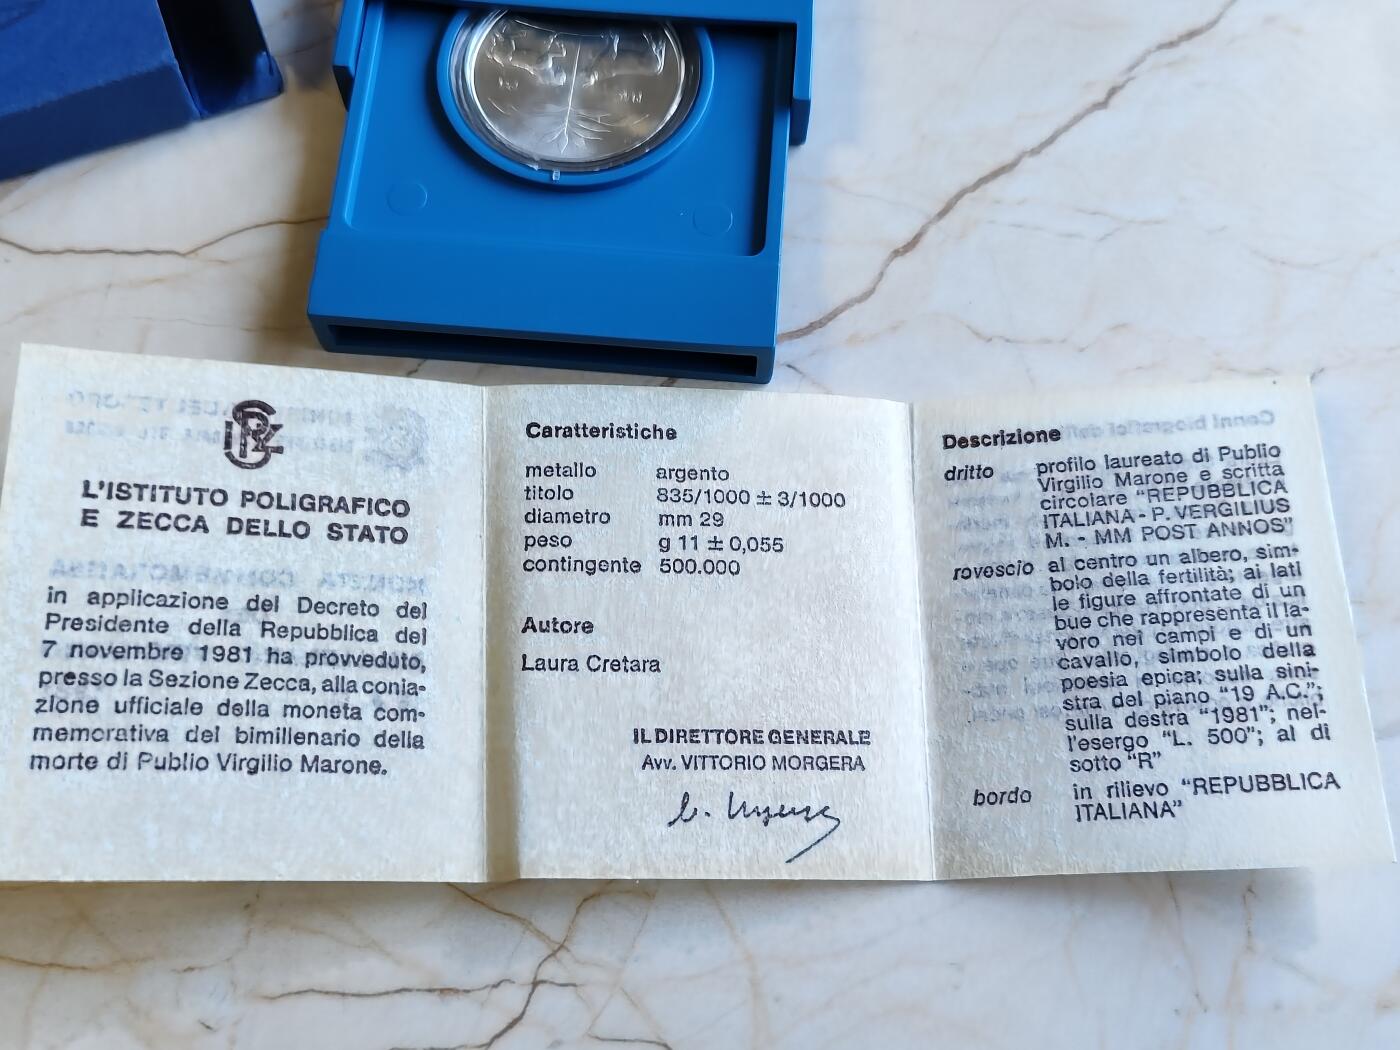 L'ISTITUTO POLIGRAFICO
E ZECCA DELLO STATO
in applicazione del Decreto del
Presidente della Repubblica del
7 novembre 1981 ha provveduto,
presso la Sezione Zecca, alla conia-
zione ufficiale della moneta com-
memorativa del bimillenario della
morte di Publio Virgilio Marone.
Caratteristiche
metallo argento
titolo 835/1000 ± 3/1000
diametro mm 29
peso g 11 ± 0,055
contingente 500.000
Autore
Laura Cretara
IL DIRETTORE GENERALE
Avv. VITTORIO MORGERA
Descrizione
dritto profilo laureato di Publio
Virgilio Marone e scritta
circolare "REPUBBLICA
ITALIANA - P. VERGILIUS
M. - MM POST ANNOS"
rovescio al centro un albero, sim-
bolo della fertilità; ai lati
le figure affrontate di un
bue che rappresenta il la-
voro nei campi e di un
cavallo, simbolo della
poesia epica; sulla sini-
stra del piano "19 A.C.";
sulla destra "1981"; nel-
l'esergo "L. 500"; al di
sotto "R"
bordo in rilievo "REPUBBLICA
ITALIANA"